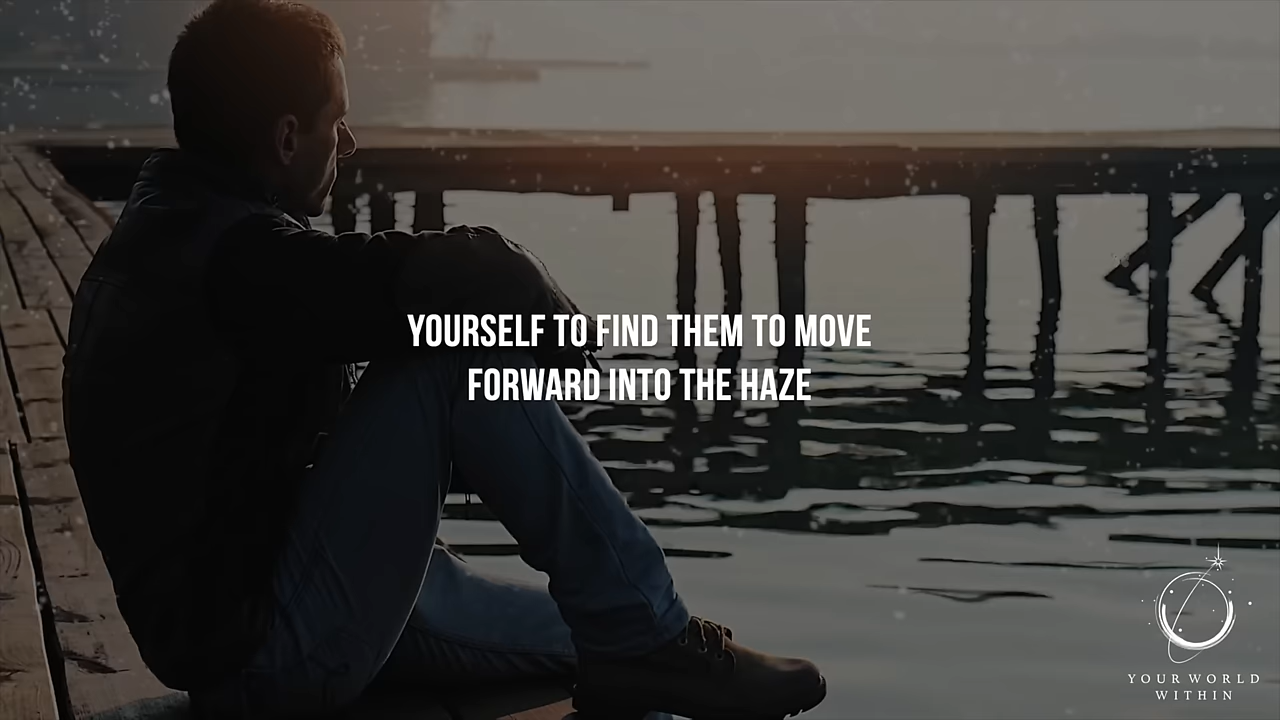 YOURSELF TO FIND THEM TO MOVE
FORWARD INTO THE HAZE
YOUR WORLD
WITHIN